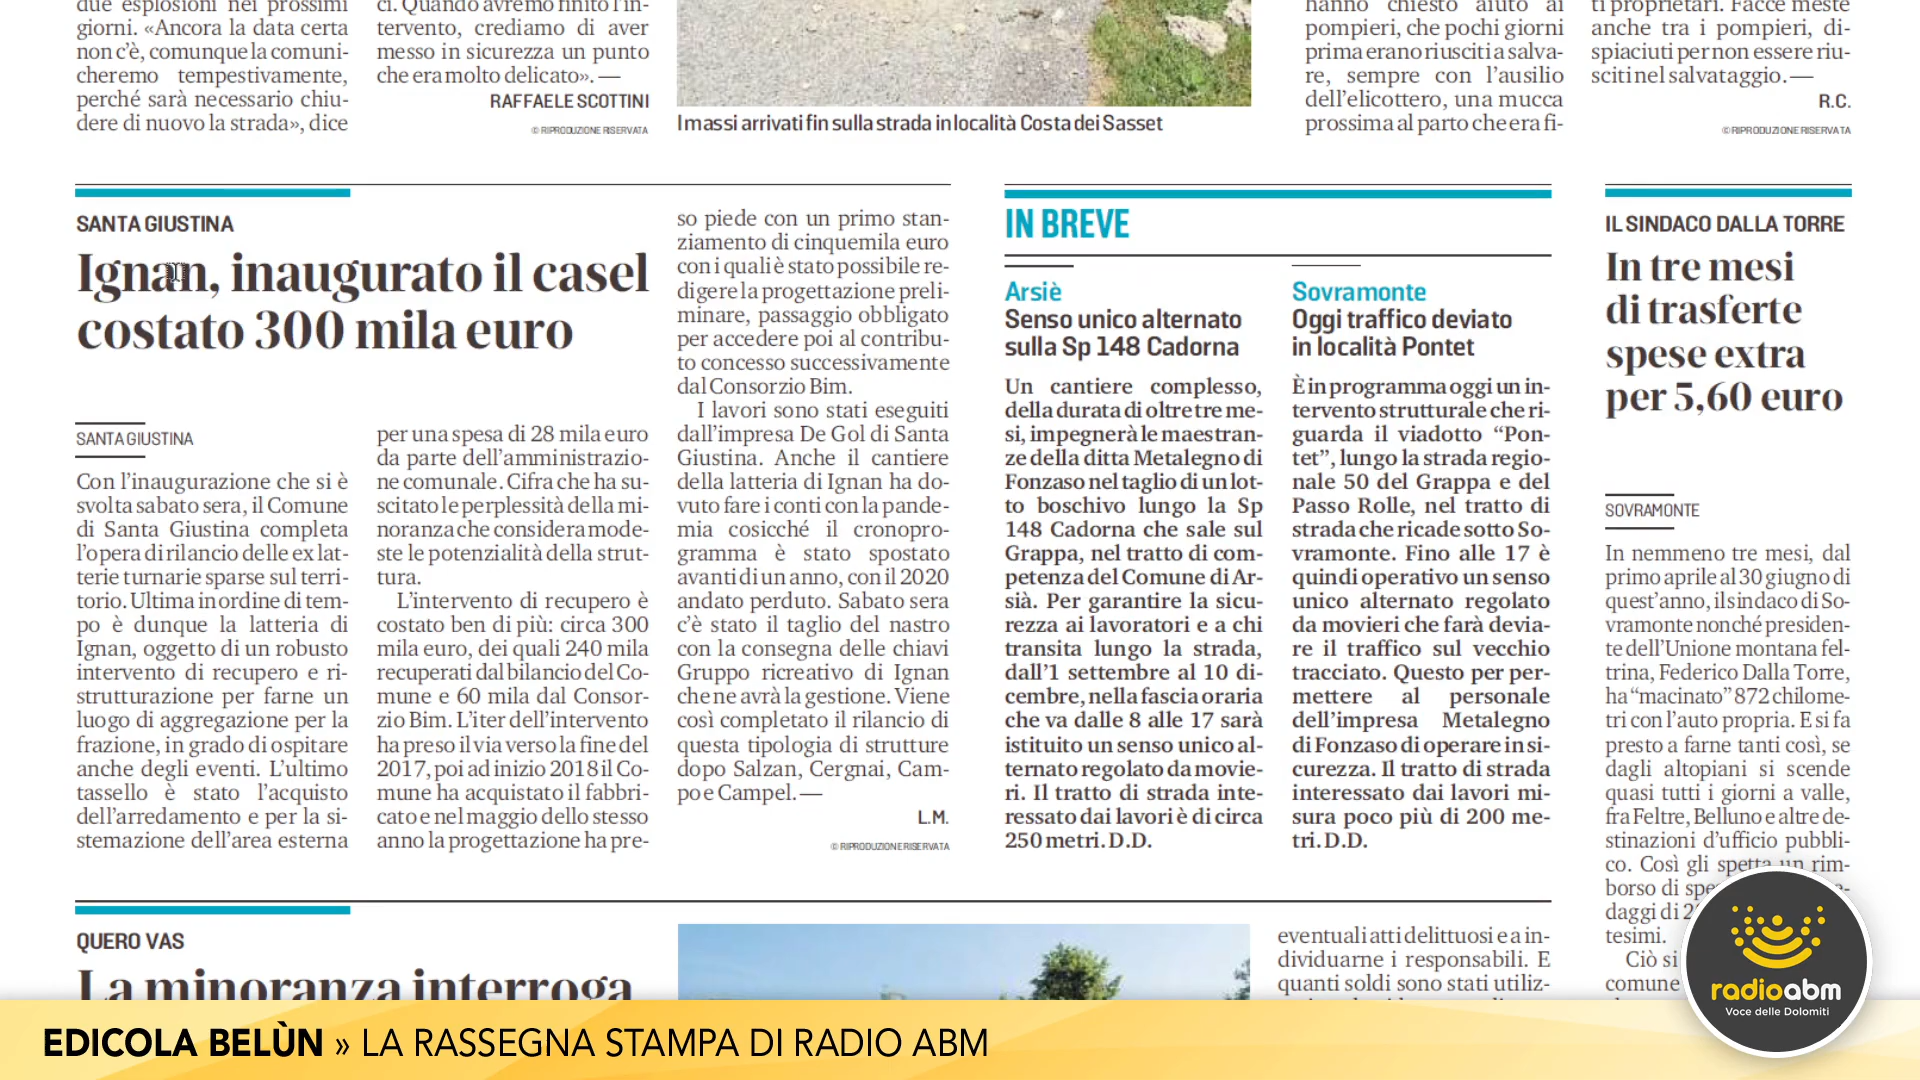 due esplosioni nei prossimi
giorni. «Ancora la data certa
non c'è, comunque la comuni-
cheremo tempestivamente,
perché sarà necessario chiu-
dere di nuovo la strada», dice
ci. Quando avremo finito l'in-
tervento, crediamo di aver
messo in sicurezza un punto
che era molto delicato». —
RAFFAELE SCOTTINI
© RIPRODUZIONE RISERVATA
I massi arrivati fin sulla strada in località Costa dei Sasset
hanno chiesto aiuto ai
pompieri, che pochi giorni
prima erano riusciti a salva-
re, sempre con l'ausilio
dell'elicottero, una mucca
prossima al parto che era fi-
ti proprietari. Facce meste
anche tra i pompieri, di-
spiaciuti per non essere riu-
sciti nel salvataggio. —
R.C.
© RIPRODUZIONE RISERVATA
SANTA GIUSTINA
Ignan, inaugurato il casel
costato 300 mila euro
SANTA GIUSTINA
Con l'inaugurazione che si è
svolta sabato sera, il Comune
di Santa Giustina completa
l'opera di rilancio delle ex lat-
terie turnarie sparse sul terri-
torio. Ultima in ordine di tem-
po è dunque la latteria di
Ignan, oggetto di un robusto
intervento di recupero e ri-
strutturazione per farne un
luogo di aggregazione per la
frazione, in grado di ospitare
anche degli eventi. L'ultimo
tassello è stato l'acquisto
dell'arredamento e per la si-
stemazione dell'area esterna
per una spesa di 28 mila euro
da parte dell'amministrazio-
ne comunale. Cifra che ha su-
scitato le perplessità della mi-
noranza che considera mode-
ste le potenzialità della strut-
tura.
L'intervento di recupero è
costato ben di più: circa 300
mila euro, dei quali 240 mila
recuperati dal bilancio del Co-
mune e 60 mila dal Consor-
zio Bim. L'iter dell'intervento
ha preso il via verso la fine del
2017, poi ad inizio 2018 il Co-
mune ha acquistato il fabbri-
cato e nel maggio dello stesso
anno la progettazione ha pre-
so piede con un primo stan-
ziamento di cinquemila euro
con i quali è stato possibile re-
digere la progettazione preli-
minare, passaggio obbligato
per accedere poi al contribu-
to concesso successivamente
dal Consorzio Bim.
I lavori sono stati eseguiti
dall'impresa De Gol di Santa
Giustina. Anche il cantiere
della latteria di Ignan ha do-
vuto fare i conti con la pande-
mia cosicché il cronopro-
gramma è stato spostato
avanti di un anno, con il 2020
andato perduto. Sabato sera
c'è stato il taglio del nastro
con la consegna delle chiavi
Gruppo ricreativo di Ignan
che ne avrà la gestione. Viene
così completato il rilancio di
questa tipologia di strutture
dopo Salzan, Cergnai, Cam-
po e Campel. —
L.M.
© RIPRODUZIONE RISERVATA
IN BREVE
Arsiè
Senso unico alternato
sulla Sp 148 Cadorna
Un cantiere complesso,
della durata di oltre tre me-
si, impegnerà le maestran-
ze della ditta Metalegno di
Fonzaso nel taglio di un lot-
to boschivo lungo la Sp
148 Cadorna che sale sul
Grappa, nel tratto di com-
petenza del Comune di Ar-
sià. Per garantire la sicu-
rezza ai lavoratori e a chi
transita lungo la strada,
dall'1 settembre al 10 di-
cembre, nella fascia oraria
che va dalle 8 alle 17 sarà
istituito un senso unico al-
ternato regolato da movie-
ri. Il tratto di strada inte-
ressato dai lavori è di circa
250 metri. D.D.
Sovramonte
Oggi traffico deviato
in località Pontet
È in programma oggi un in-
tervento strutturale che ri-
guarda il viadotto “Pon-
tet”, lungo la strada regio-
nale 50 del Grappa e del
Passo Rolle, nel tratto di
strada che ricade sotto So-
vramonte. Fino alle 17 è
quindi operativo un senso
unico alternato regolato
da movieri che farà devia-
re il traffico sul vecchio
tracciato. Questo per per-
mettere al personale
dell'impresa Metalegno
di Fonzaso di operare in si-
curezza. Il tratto di strada
interessato dai lavori mi-
sura poco più di 200 me-
tri. D.D.
IL SINDACO DALLA TORRE
In tre mesi
di trasferte
spese extra
per 5,60 euro
SOVRAMONTE
In nemmeno tre mesi, dal
primo aprile al 30 giugno di
quest'anno, il sindaco di So-
vramonte nonché presiden-
te dell'Unione montana fel-
trina, Federico Dalla Torre,
ha “macinato” 872 chilome-
tri con l'auto propria. E si fa
presto a farne tanti così, se
dagli altopiani si scende
quasi tutti i giorni a valle,
fra Feltre, Belluno e altre de-
stinazioni d'ufficio pubbli-
co. Così gli spetta un rim-
borso di
daggi di
tesimi.
Ciò si
comune
QUERO VAS
La minoranza interroga
eventuali atti delittuosi e a in-
dividuarne i responsabili. E
quanti soldi sono stati utiliz-
radioabm
Voce delle Dolomiti
EDICOLA BELÙN » LA RASSEGNA STAMPA DI RADIO ABM